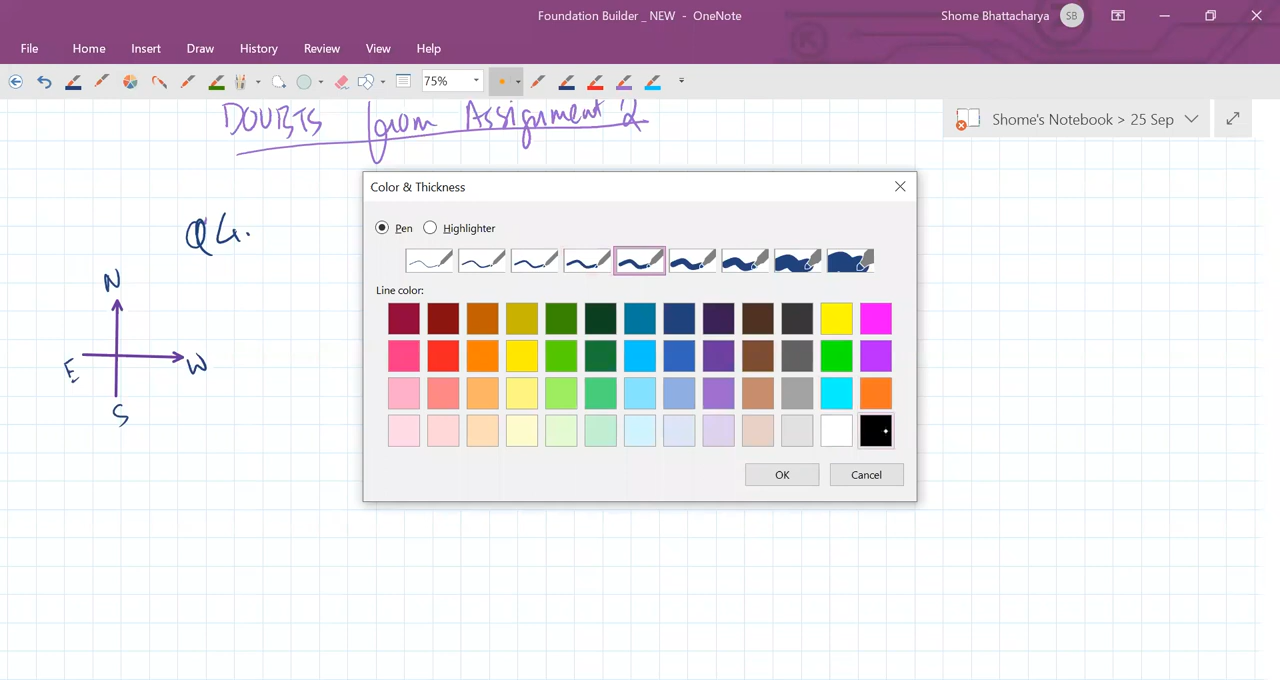 Foundation Builder _ NEW - OneNote
Shome Bhattacharya SB
File Home Insert Draw History Review View Help
75%
DOUBTS from Assignment 2
Shome's Notebook > 25 Sep
Color & Thickness
Pen Highlighter
Line color:
OK Cancel
Q4.
N
E W
S